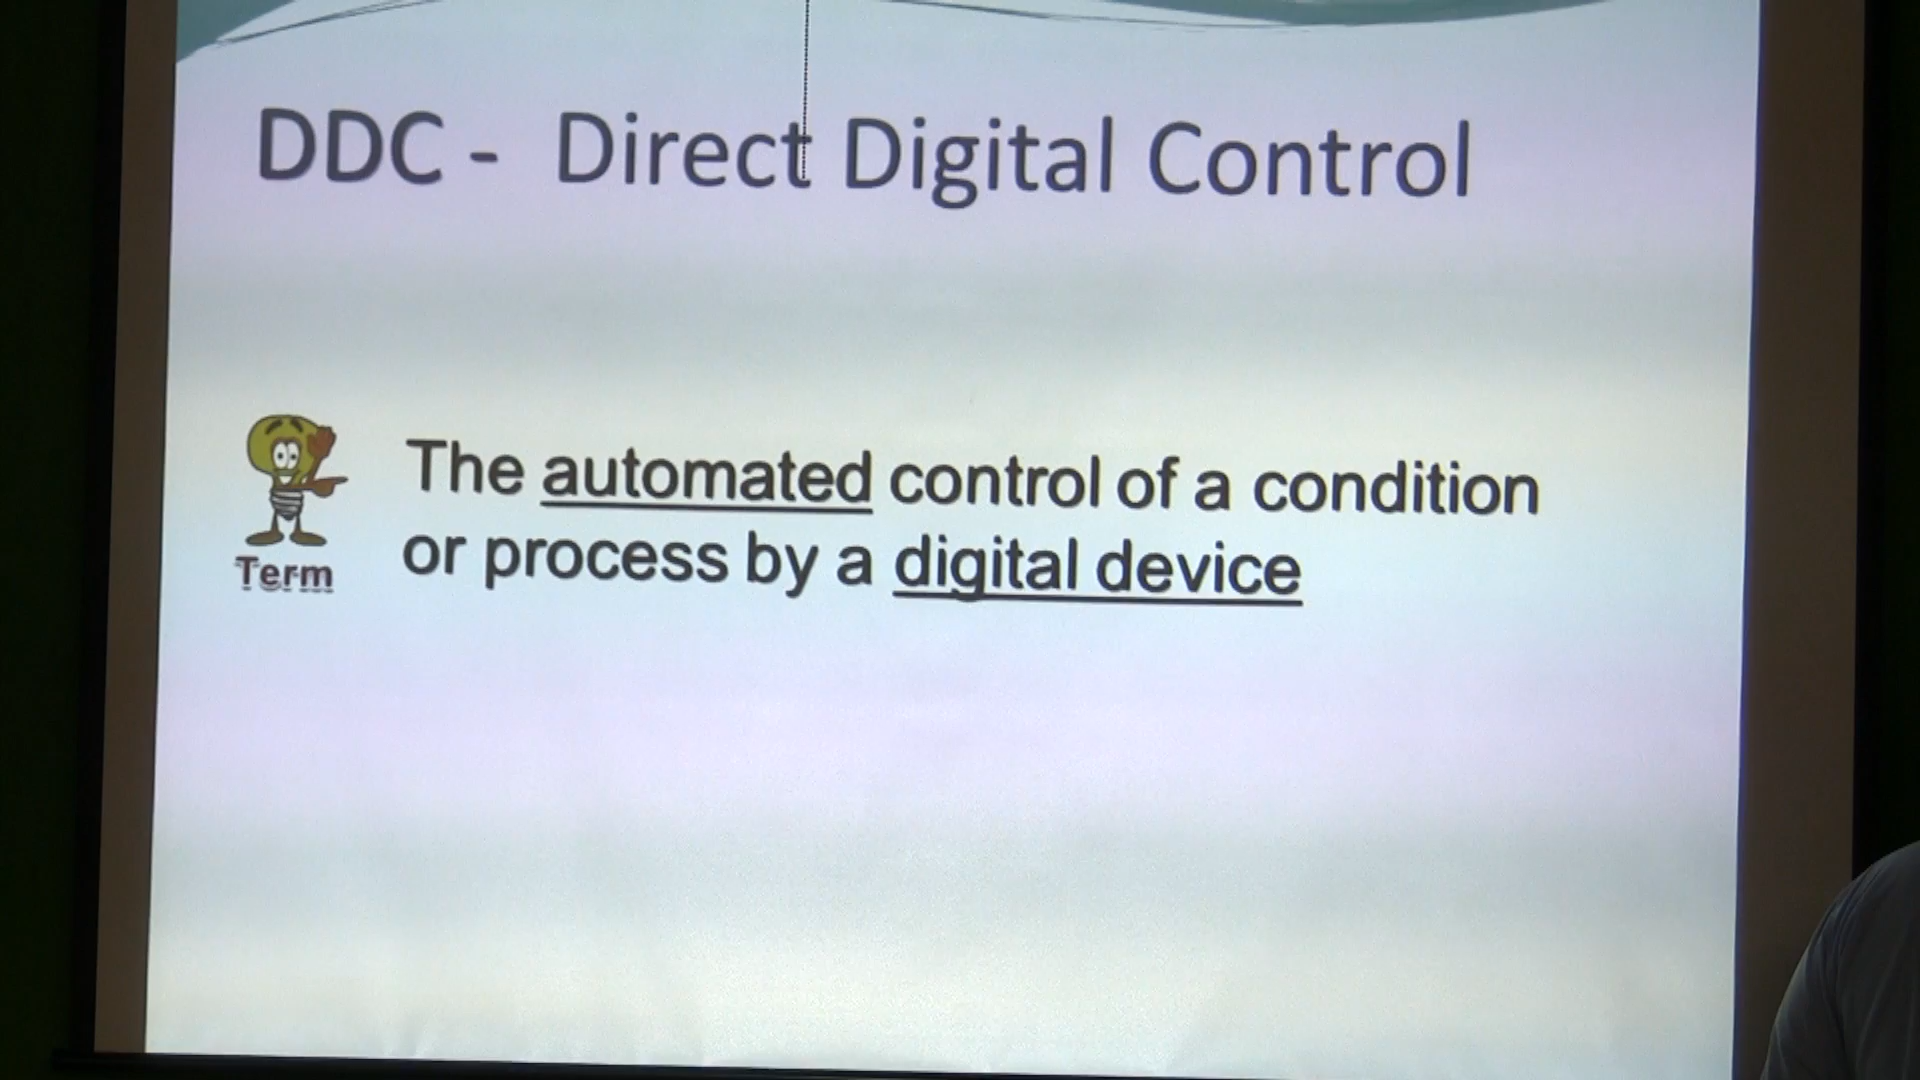 DDC - Direct Digital Control
The automated control of a condition
or process by a digital device
Term